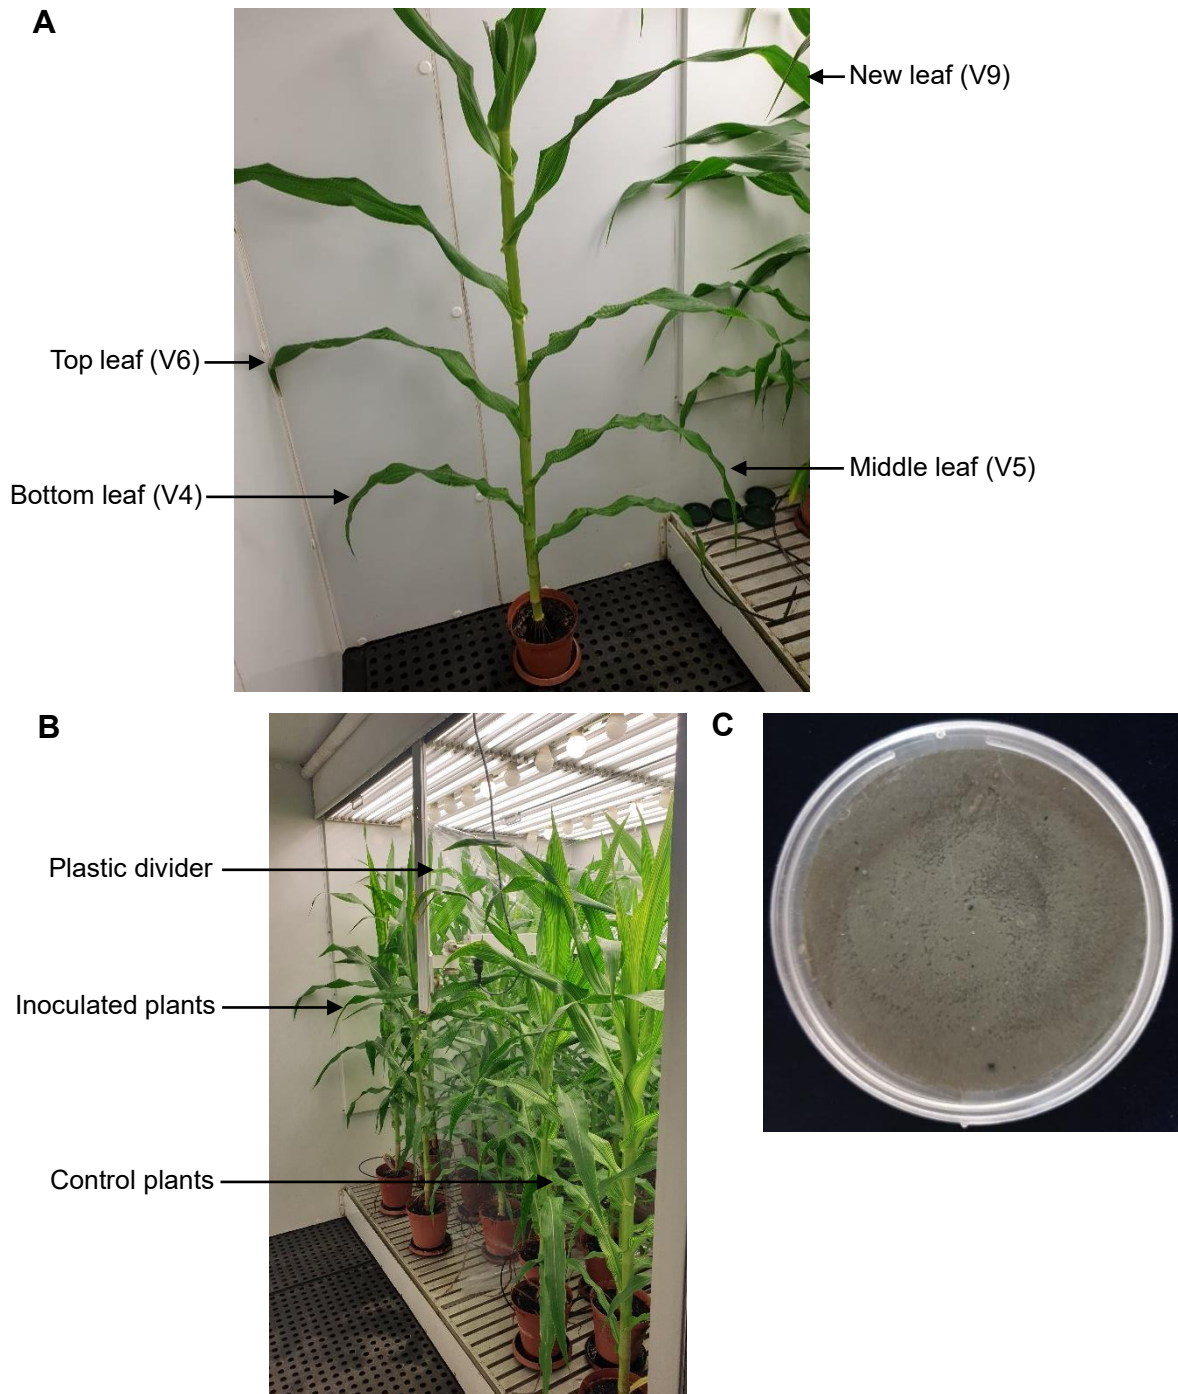 A
New leaf (V9)
Top leaf (V6)
Middle leaf (V5)
Bottom leaf (V4)
B
C
Plastic divider
Inoculated plants
Control plants